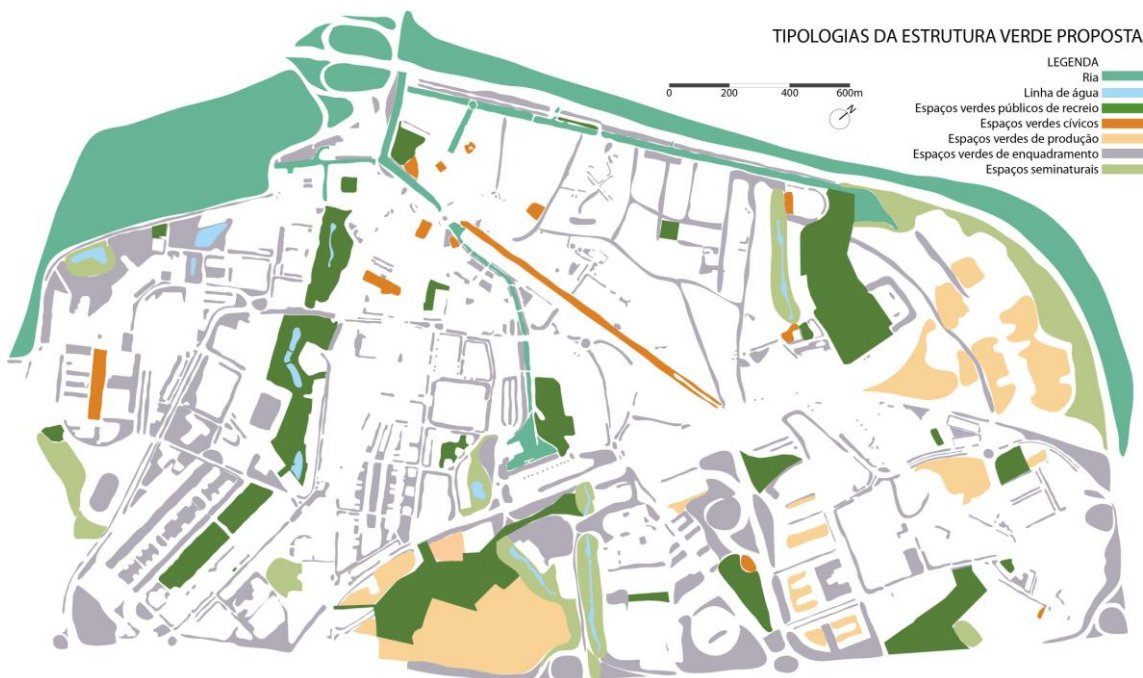 TIPOLOGIAS DA ESTRUTURA VERDE PROPOSTA
LEGENDA
Ria
Linha de água
Espaços verdes públicos de recreio
Espaços verdes cívicos
Espaços verdes de produção
Espaços verdes de enquadramento
Espaços seminaturais
0 200 400 600m
N